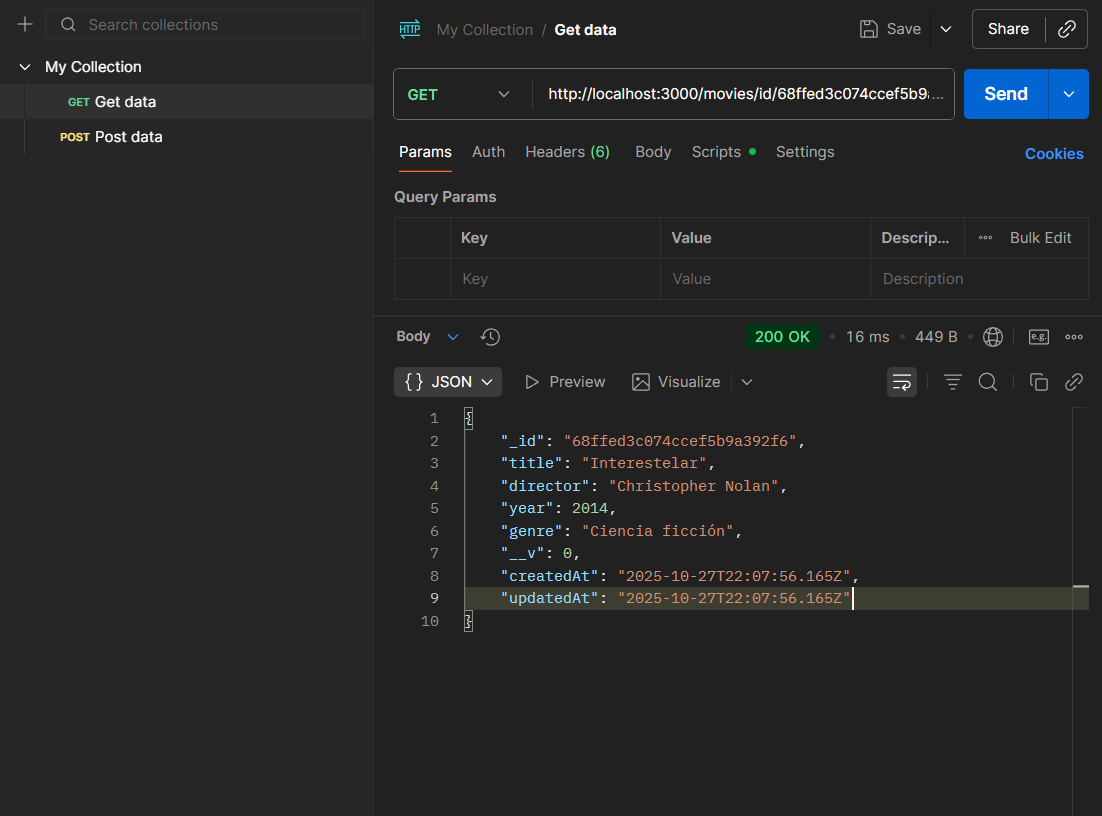 Search collections
My Collection
GET Get data
POST Post data
HTTP My Collection / Get data
Save
Share
GET
http://localhost:3000/movies/id/68ffed3c074ccef5b9a...
Send
Params Auth Headers (6) Body Scripts Settings
Cookies
Query Params
Key Value Descrip... Bulk Edit
Key Value Description
Body
200 OK 16 ms 449 B e.g.
{} JSON Preview Visualize
1 {
2 "_id": "68ffed3c074ccef5b9a392f6",
3 "title": "Interestelar",
4 "director": "Christopher Nolan",
5 "year": 2014,
6 "genre": "Ciencia ficción",
7 "__v": 0,
8 "createdAt": "2025-10-27T22:07:56.165Z",
9 "updatedAt": "2025-10-27T22:07:56.165Z"
10 }